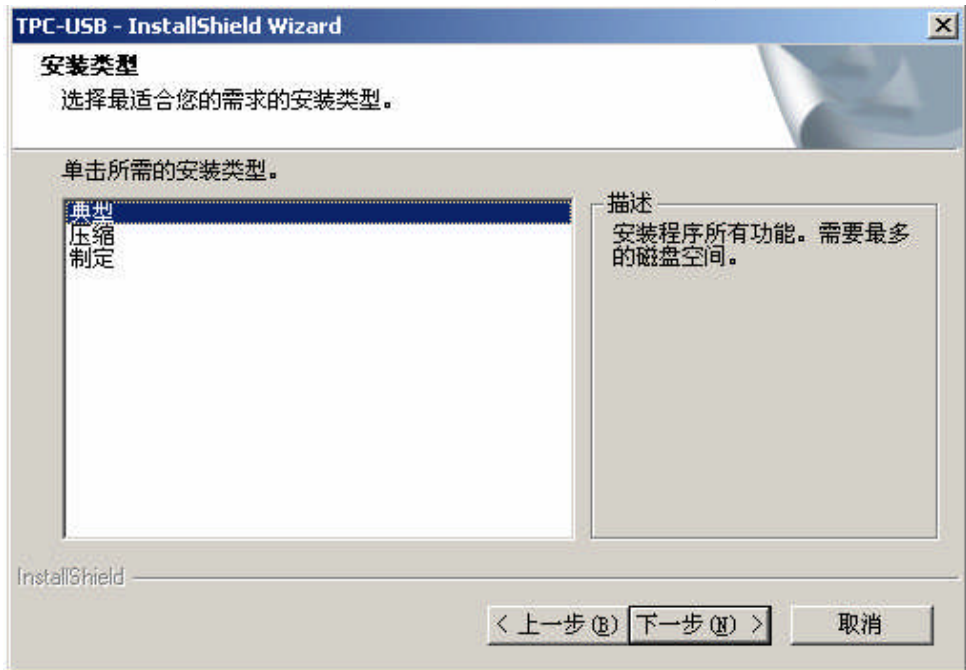 TPC-USB - InstallShield Wizard
安装类型
选择最适合您的需求的安装类型。
单击所需的安装类型。
典型
压缩
制定
描述
安装程序所有功能。需要最多
的磁盘空间。
InstallShield
< 上一步(B)
下一步(N) >
取消